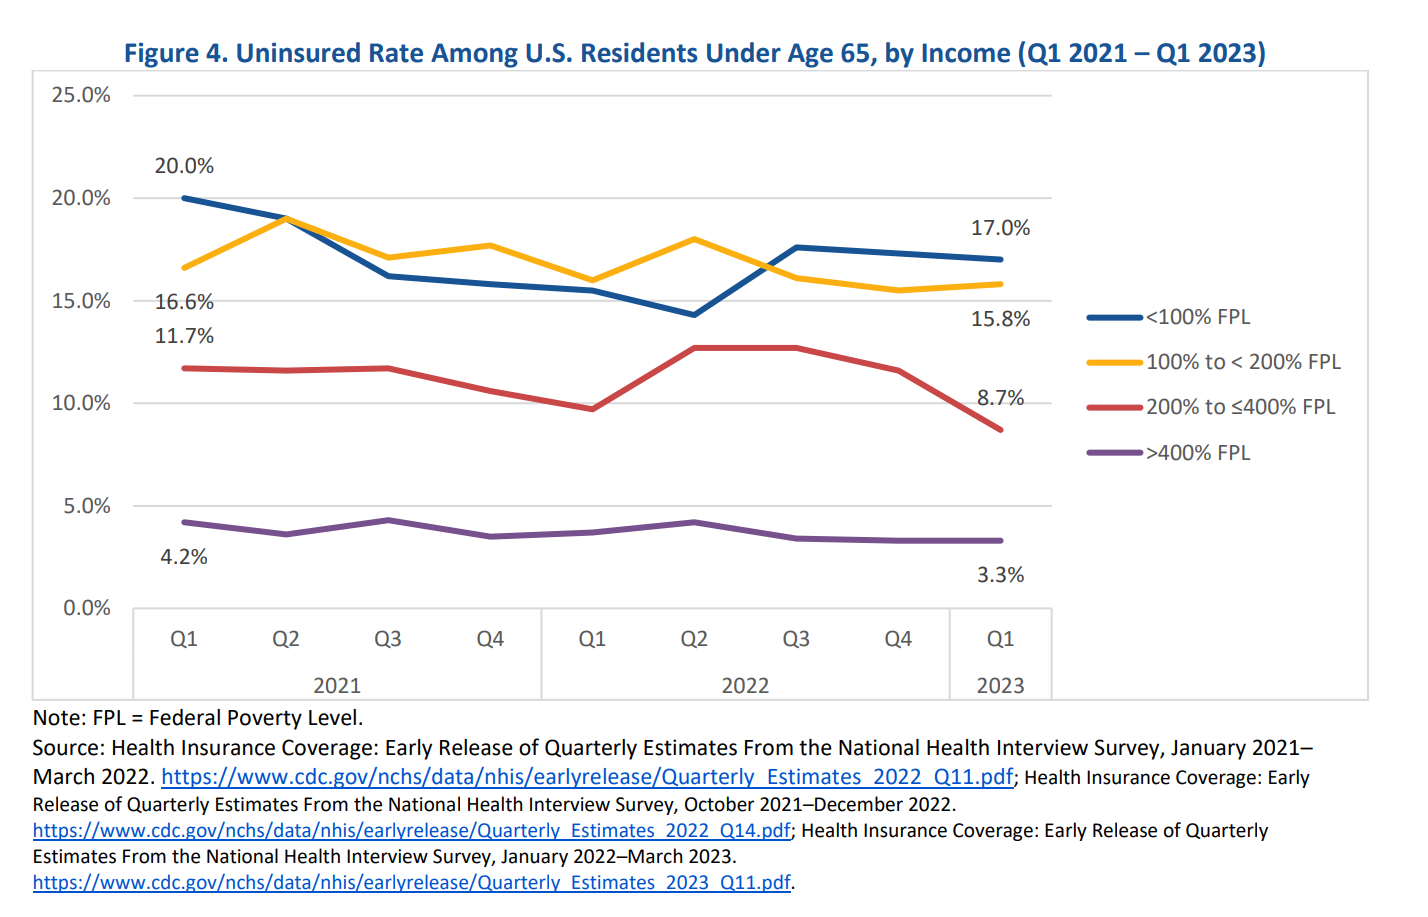 Figure 4. Uninsured Rate Among U.S. Residents Under Age 65, by Income (Q1 2021 – Q1 2023)
25.0%
20.0%
15.0%
10.0%
5.0%
0.0%
20.0%
16.6%
11.7%
4.2%
17.0%
15.8%
8.7%
3.3%
<100% FPL
100% to < 200% FPL
200% to ≤400% FPL
>400% FPL
Q1 Q2 Q3 Q4 Q1 Q2 Q3 Q4 Q1
2021 2022 2023
Note: FPL = Federal Poverty Level.
Source: Health Insurance Coverage: Early Release of Quarterly Estimates From the National Health Interview Survey, January 2021–
March 2022. https://www.cdc.gov/nchs/data/nhis/earlyrelease/Quarterly_Estimates_2022_Q11.pdf; Health Insurance Coverage: Early
Release of Quarterly Estimates From the National Health Interview Survey, October 2021–December 2022.
https://www.cdc.gov/nchs/data/nhis/earlyrelease/Quarterly_Estimates_2022_Q14.pdf; Health Insurance Coverage: Early Release of Quarterly
Estimates From the National Health Interview Survey, January 2022–March 2023.
https://www.cdc.gov/nchs/data/nhis/earlyrelease/Quarterly_Estimates_2023_Q11.pdf.